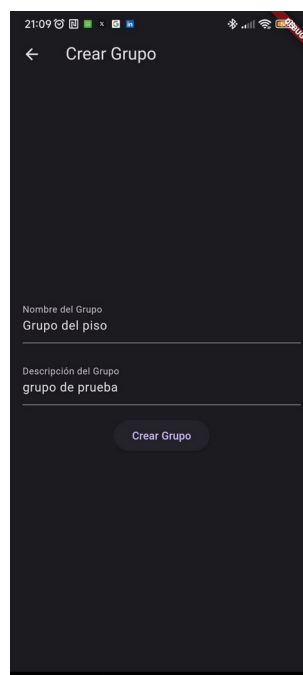 21:09
Crear Grupo
Nombre del Grupo
Grupo del piso
Descripción del Grupo
grupo de prueba
Crear Grupo